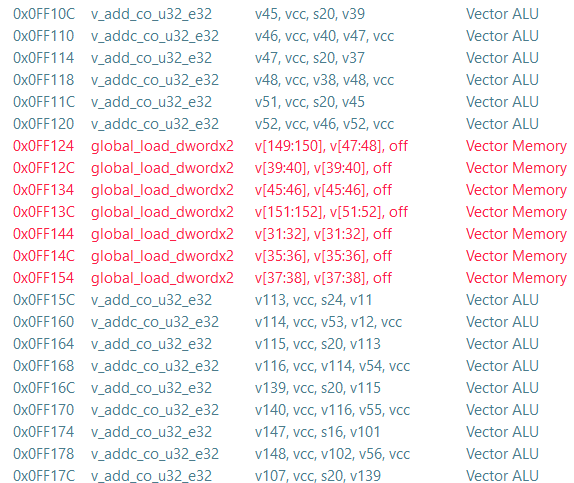 0x0FF10C v_add_co_u32_e32 v45, vcc, s20, v39 Vector ALU
0x0FF110 v_addc_co_u32_e32 v46, vcc, v40, v47, vcc Vector ALU
0x0FF114 v_add_co_u32_e32 v47, vcc, s20, v37 Vector ALU
0x0FF118 v_addc_co_u32_e32 v48, vcc, v38, v48, vcc Vector ALU
0x0FF11C v_add_co_u32_e32 v51, vcc, s20, v45 Vector ALU
0x0FF120 v_addc_co_u32_e32 v52, vcc, v46, v52, vcc Vector ALU
0x0FF124 global_load_dwordx2 v[149:150], v[47:48], off Vector Memory
0x0FF12C global_load_dwordx2 v[39:40], v[39:40], off Vector Memory
0x0FF134 global_load_dwordx2 v[45:46], v[45:46], off Vector Memory
0x0FF13C global_load_dwordx2 v[151:152], v[51:52], off Vector Memory
0x0FF144 global_load_dwordx2 v[31:32], v[31:32], off Vector Memory
0x0FF14C global_load_dwordx2 v[35:36], v[35:36], off Vector Memory
0x0FF154 global_load_dwordx2 v[37:38], v[37:38], off Vector Memory
0x0FF15C v_add_co_u32_e32 v113, vcc, s24, v11 Vector ALU
0x0FF160 v_addc_co_u32_e32 v114, vcc, v53, v12, vcc Vector ALU
0x0FF164 v_add_co_u32_e32 v115, vcc, s20, v113 Vector ALU
0x0FF168 v_addc_co_u32_e32 v116, vcc, v114, v54, vcc Vector ALU
0x0FF16C v_add_co_u32_e32 v139, vcc, s20, v115 Vector ALU
0x0FF170 v_addc_co_u32_e32 v140, vcc, v116, v55, vcc Vector ALU
0x0FF174 v_add_co_u32_e32 v147, vcc, s16, v101 Vector ALU
0x0FF178 v_addc_co_u32_e32 v148, vcc, v102, v56, vcc Vector ALU
0x0FF17C v_add_co_u32_e32 v107, vcc, s20, v139 Vector ALU